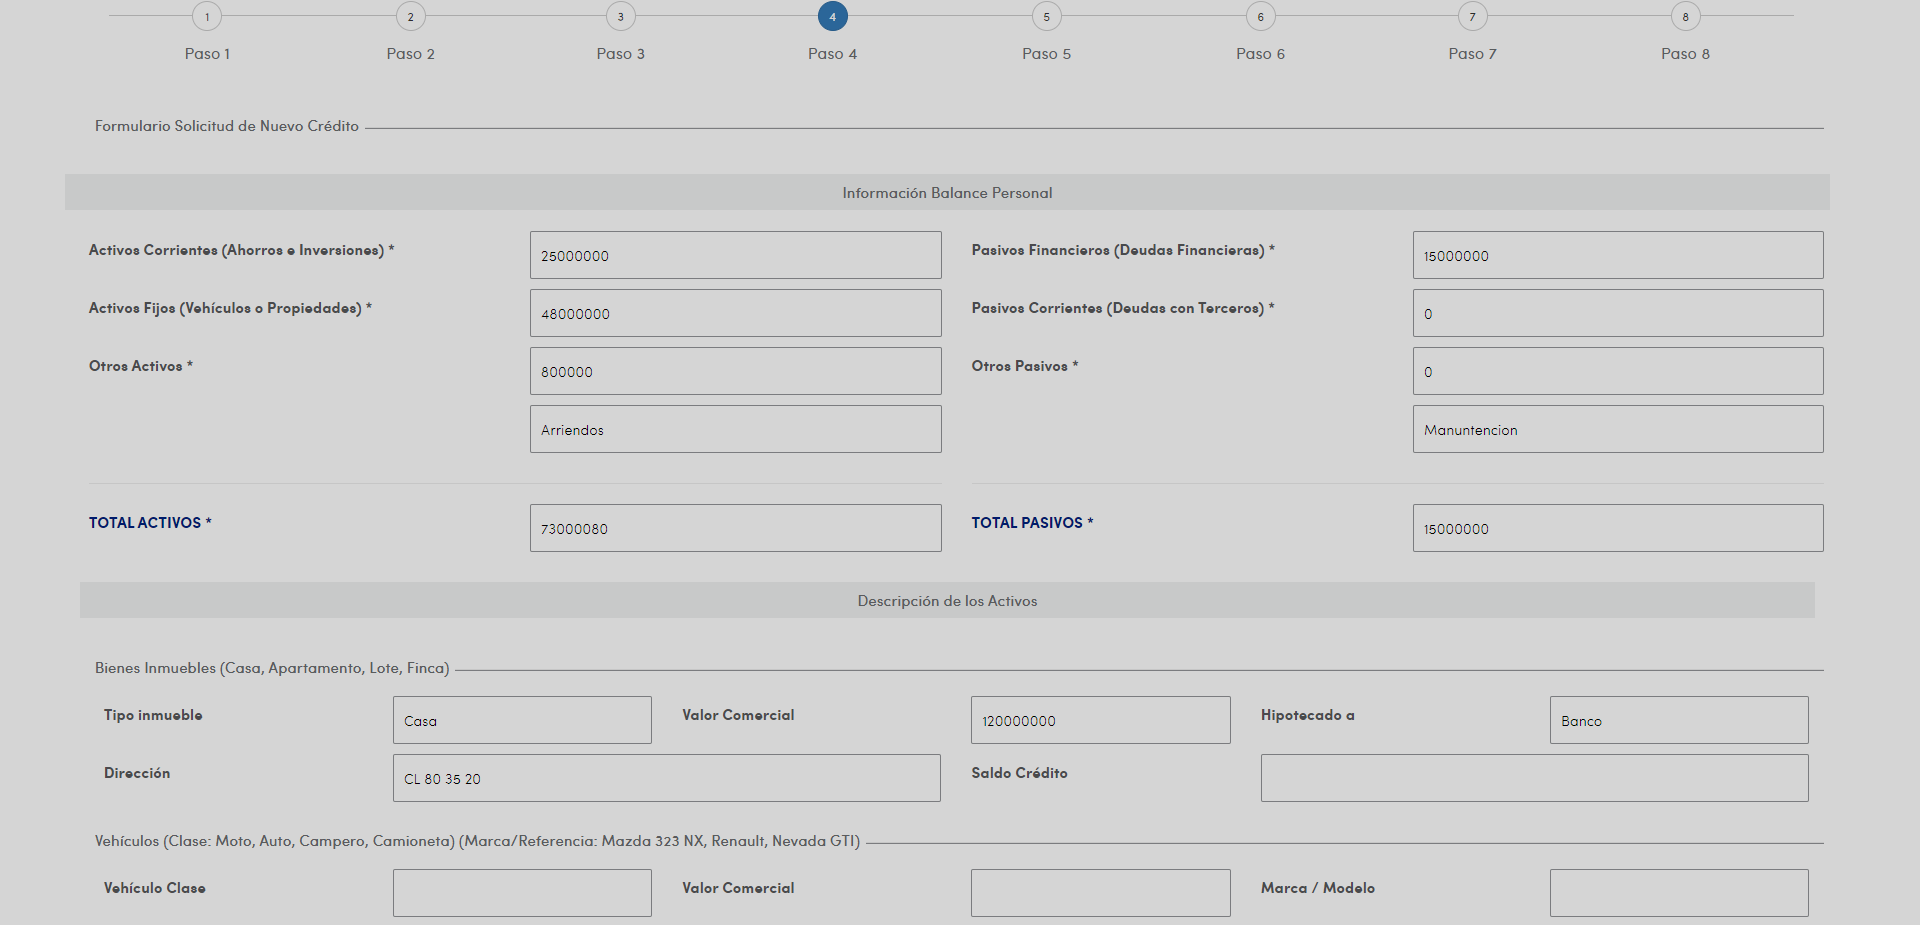 1 2 3 4 5 6 7 8
Paso 1 Paso 2 Paso 3 Paso 4 Paso 5 Paso 6 Paso 7 Paso 8
Formulario Solicitud de Nuevo Crédito
Información Balance Personal
Activos Corrientes (Ahorros e Inversiones) * 25000000 Pasivos Financieros (Deudas Financieras) * 15000000
Activos Fijos (Vehículos o Propiedades) * 48000000 Pasivos Corrientes (Deudas con Terceros) * 0
Otros Activos * 800000 Otros Pasivos * 0
Arriendos Manuntencion
TOTAL ACTIVOS * 73000080 TOTAL PASIVOS * 15000000
Descripción de los Activos
Bienes Inmuebles (Casa, Apartamento, Lote, Finca)
Tipo inmueble Casa Valor Comercial 120000000 Hipotecado a Banco
Dirección CL 80 35 20 Saldo Crédito
Vehículos (Clase: Moto, Auto, Campero, Camioneta) (Marca/Referencia: Mazda 323 NX, Renault, Nevada GTI)
Vehículo Clase Valor Comercial Marca / Modelo